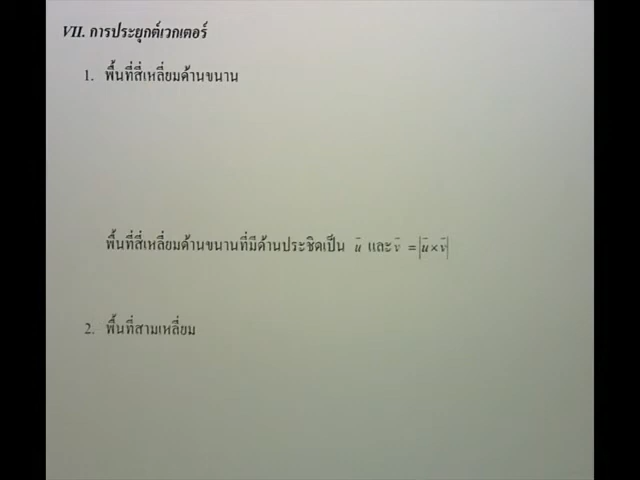 VII. การประยุกต์เวกเตอร์
1. พื้นที่สี่เหลี่ยมด้านขนาน
พื้นที่สี่เหลี่ยมด้านขนานที่มีด้านประชิดเป็น ū และ v̄ = |ū×v̄|
2. พื้นที่สามเหลี่ยม